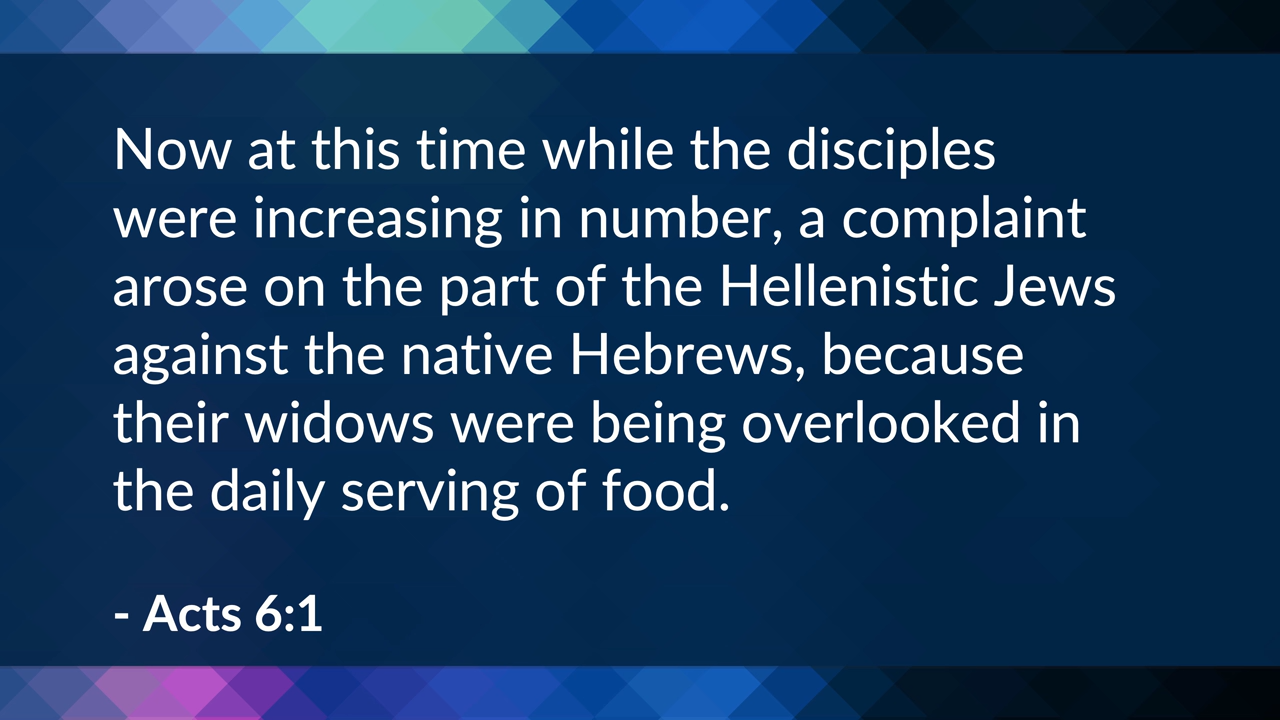 Now at this time while the disciples
were increasing in number, a complaint
arose on the part of the Hellenistic Jews
against the native Hebrews, because
their widows were being overlooked in
the daily serving of food.
- Acts 6:1